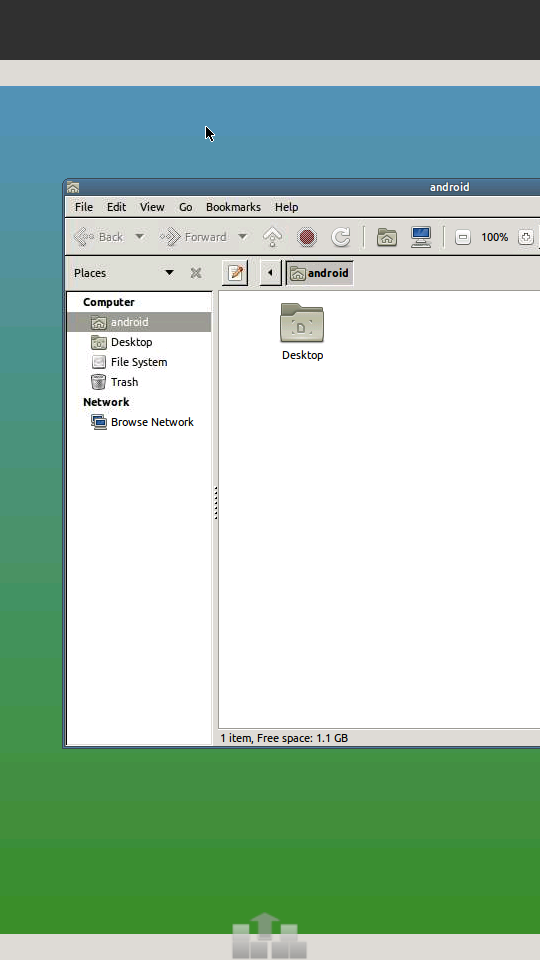 android
File Edit View Go Bookmarks Help
Back Forward 100%
Places android
Computer
android
Desktop
File System
Trash
Network
Browse Network
D
Desktop
1 item, Free space: 1.1 GB